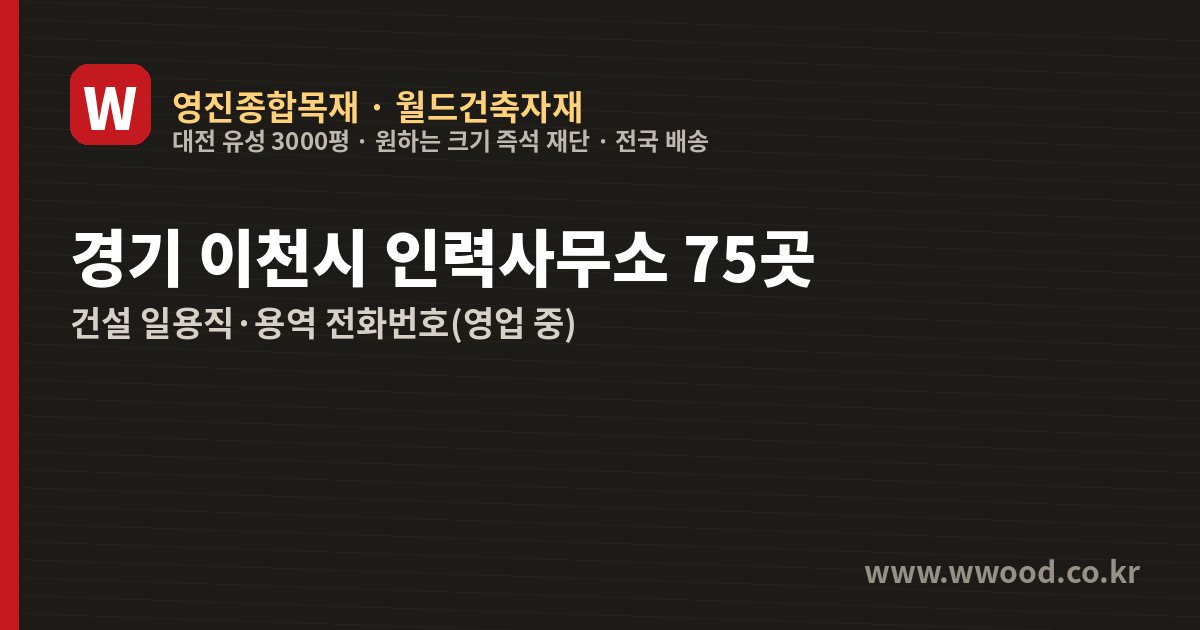 W
영진종합목재 · 월드건축자재
대전 유성 3000평 · 원하는 크기 즉석 재단 · 전국 배송
경기 이천시 인력사무소 75곳
건설 일용직·용역 전화번호(영업 중)
www.wwood.co.kr